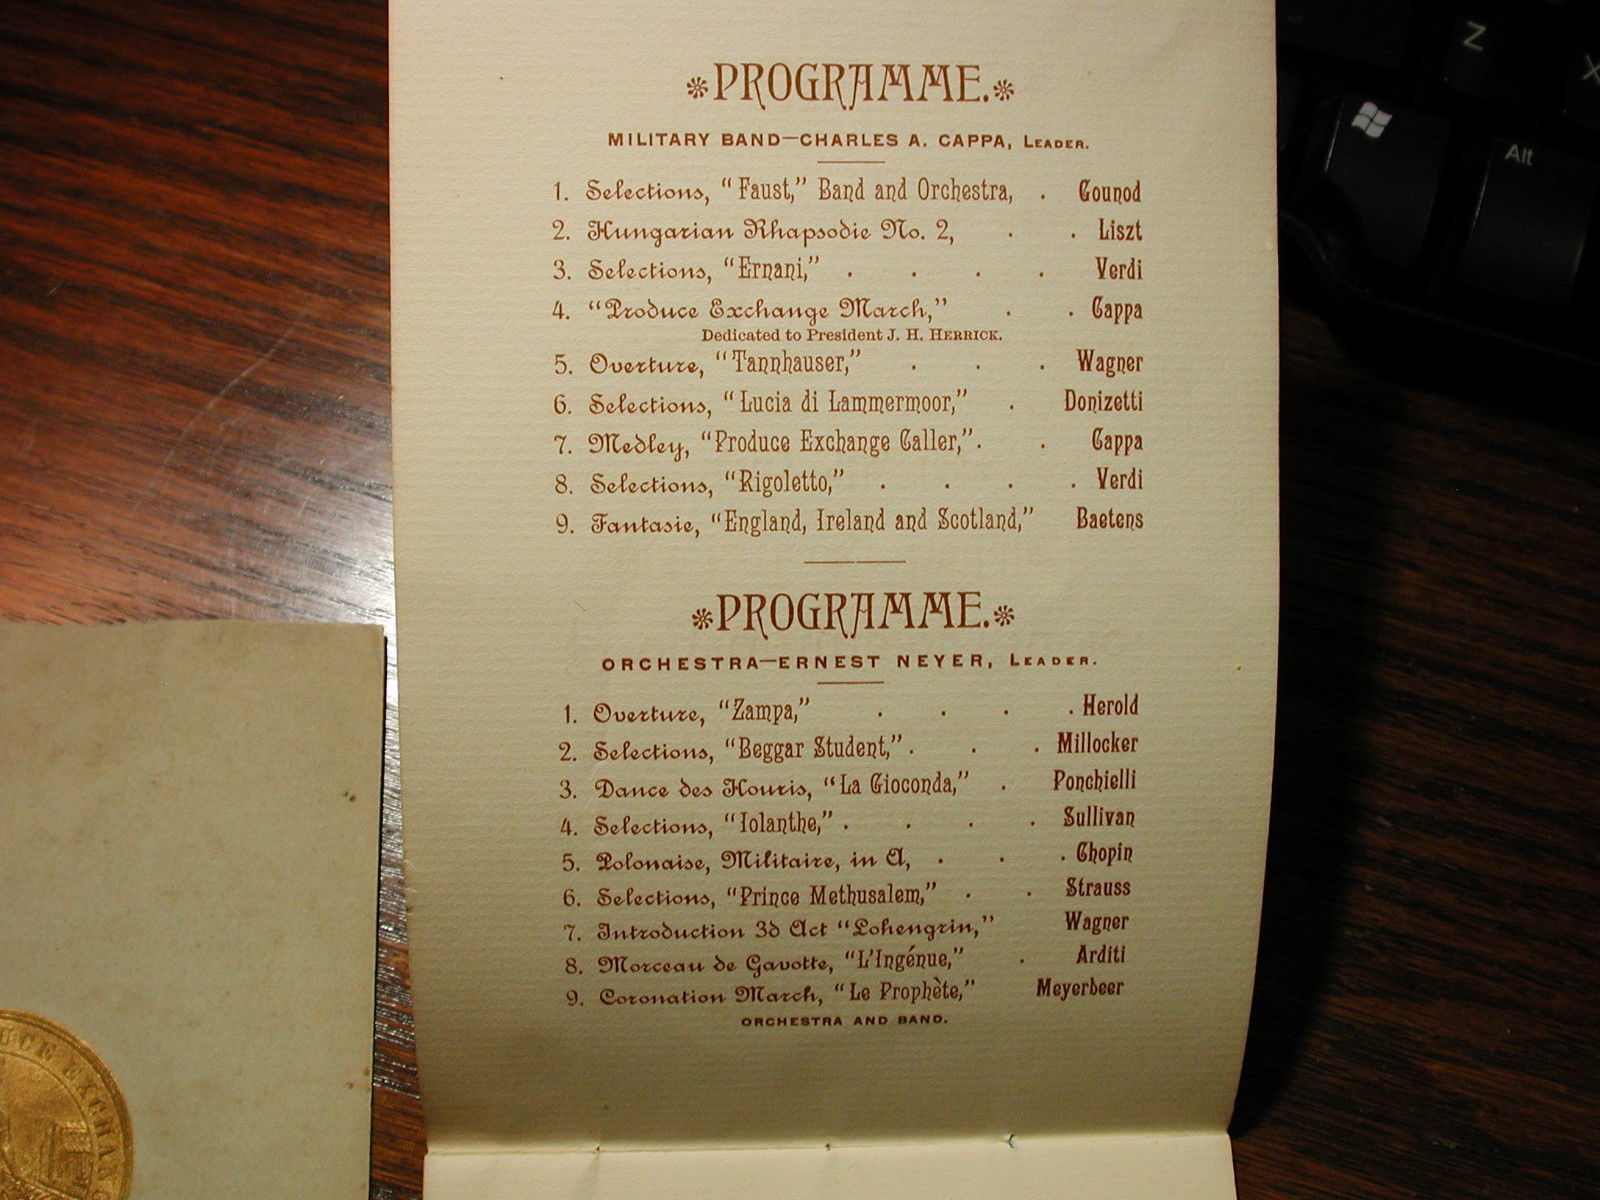 PROGRAMME.
MILITARY BAND—CHARLES A. CAPPA, LEADER.
1. Selections, "Faust," Band and Orchestra, . Gounod
2. Hungarian Rhapsodie No. 2, . . Liszt
3. Selections, "Ernani," . . . . Verdi
4. "Produce Exchange March," . . Cappa
Dedicated to President J. H. HERRICK.
5. Overture, "Tannhauser," . . . Wagner
6. Selections, "Lucia di Lammermoor," . Donizetti
7. Medley, "Produce Exchange Caller," . . Cappa
8. Selections, "Rigoletto," . . . . Verdi
9. Fantasie, "England, Ireland and Scotland," Baetens
PROGRAMME.
ORCHESTRA—ERNEST NEYER, LEADER.
1. Overture, "Zampa," . . . . Herold
2. Selections, "Beggar Student," . . . Millocker
3. Dance des Houris, "La Gioconda," . Ponchielli
4. Selections, "Iolanthe," . . . . Sullivan
5. Polonaise, Militaire, in A, . . . Chopin
6. Selections, "Prince Methusalem," . . Strauss
7. Introduction 3d Act "Lohengrin," Wagner
8. Morceau de Gavotte, "L'Ingénue," . Arditi
9. Coronation March, "Le Prophète," Meyerbeer
ORCHESTRA AND BAND.
Z
X
Alt
UCE EXCHANG